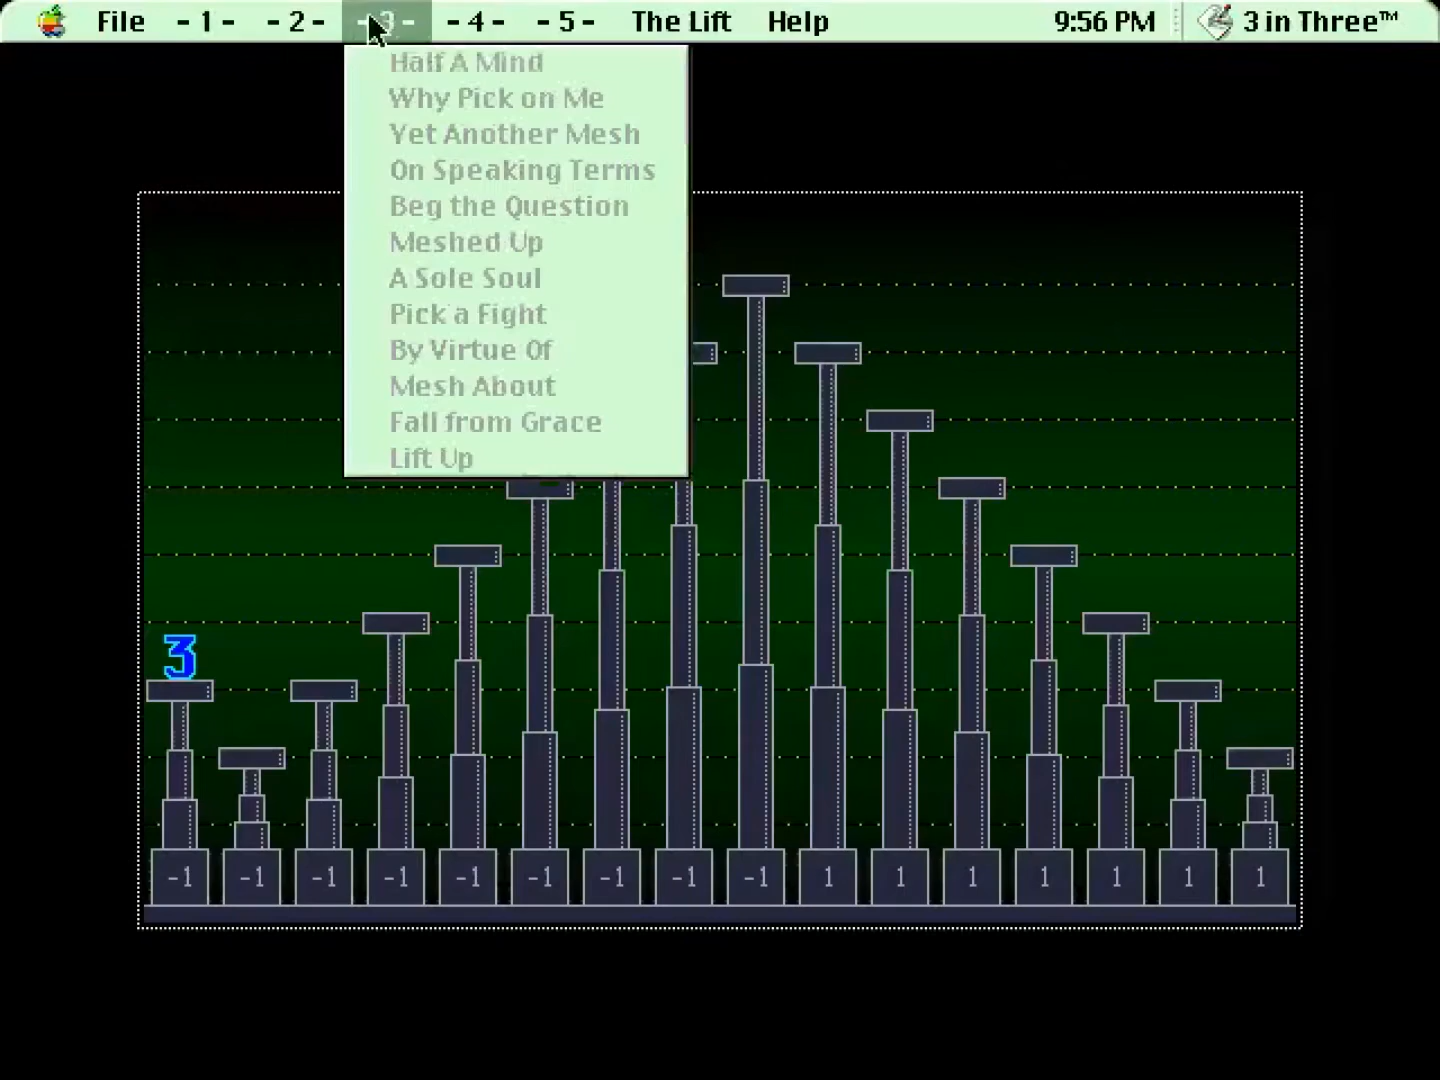 File - 1 - - 2 - - 3 - - 4 - - 5 - The Lift Help 9:56 PM 3 in Three™
Half A Mind
Why Pick on Me
Yet Another Mesh
On Speaking Terms
Beg the Question
Meshed Up
A Sole Soul
Pick a Fight
By Virtue Of
Mesh About
Fall from Grace
Lift Up
3
-1 -1 -1 -1 -1 -1 -1 -1 -1 1 1 1 1 1 1 1